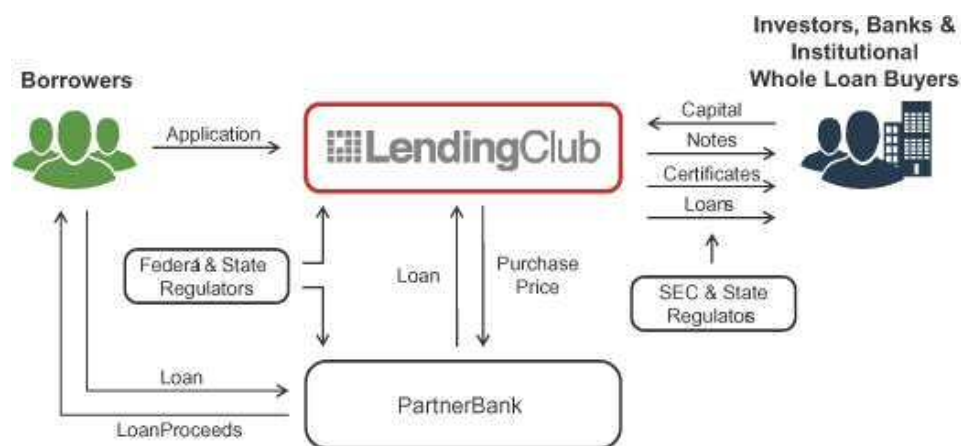 Investors, Banks &
Institutional
Whole Loan Buyers
Borrowers
Application
LendingClub
Capital
Notes
Certificates
Loans
Federal & State
Regulators
Loan
Purchase
Price
SEC & State
Regulatos
Loan
PartnerBank
LoanProceeds